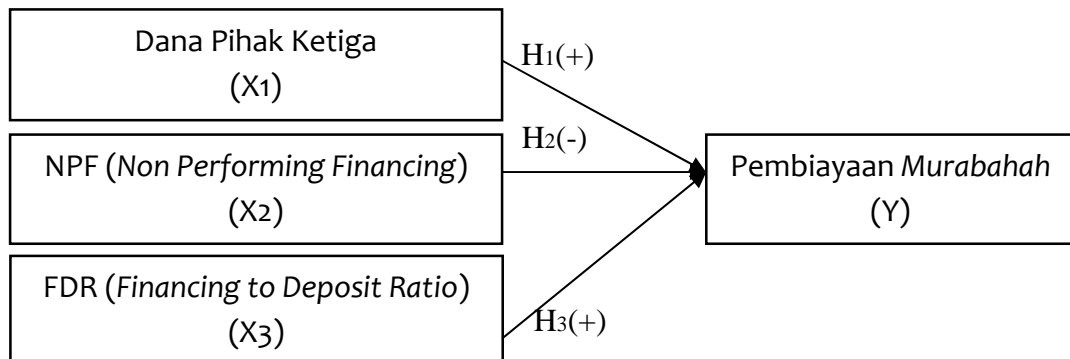 Dana Pihak Ketiga
(X1)
H1(+)
NPF (Non Performing Financing)
(X2)
H2(-)
FDR (Financing to Deposit Ratio)
(X3)
H3(+)
Pembiayaan Murabahah
(Y)